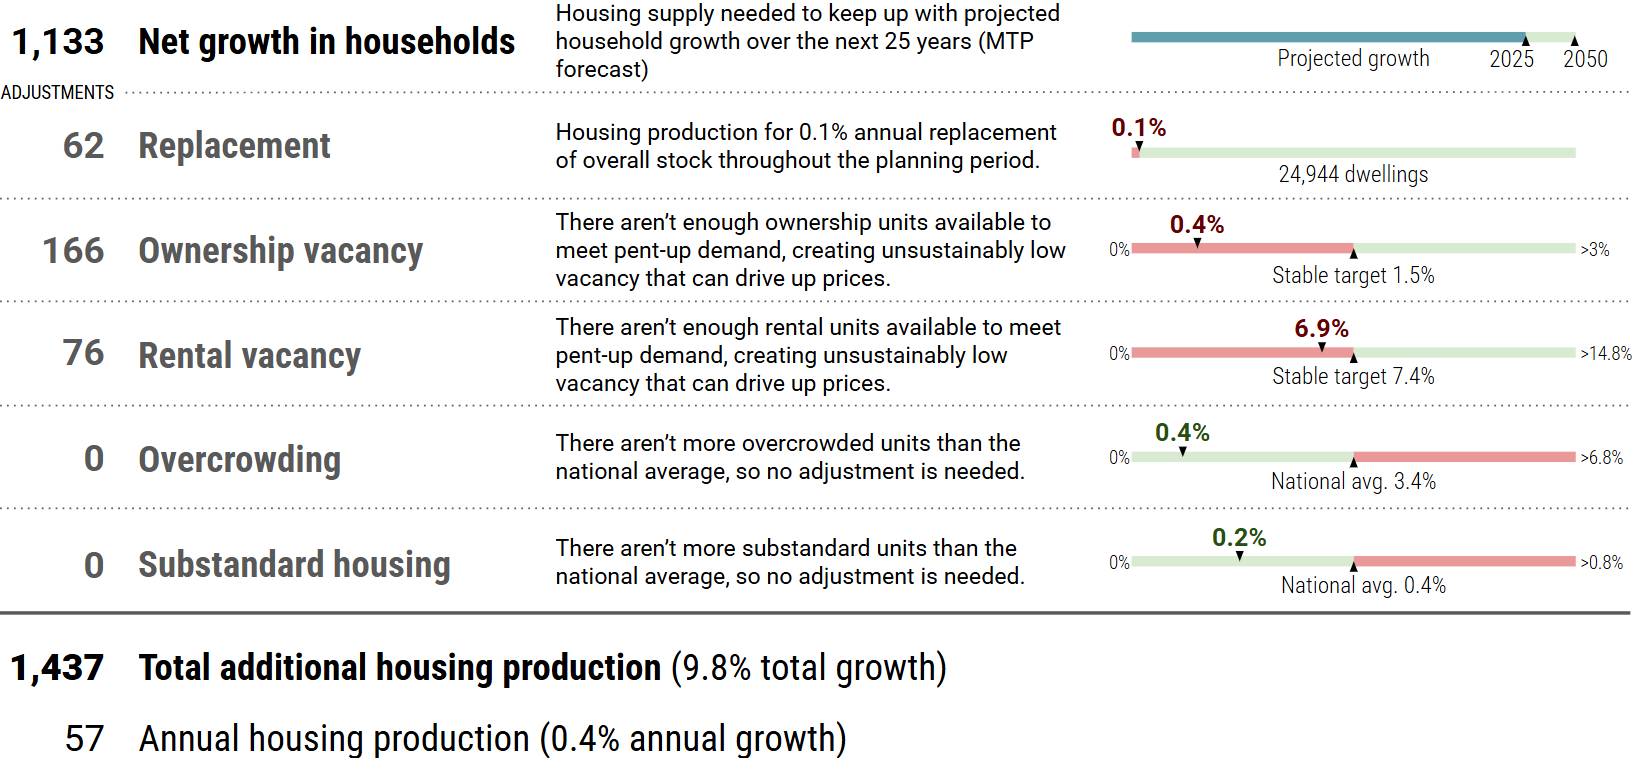 1,133 Net growth in households
Housing supply needed to keep up with projected
household growth over the next 25 years (MTP
forecast)
Projected growth 2025 2050
ADJUSTMENTS
62 Replacement
Housing production for 0.1% annual replacement
of overall stock throughout the planning period.
0.1%
24,944 dwellings
166 Ownership vacancy
There aren’t enough ownership units available to
meet pent-up demand, creating unsustainably low
vacancy that can drive up prices.
0.4%
0% >3%
Stable target 1.5%
76 Rental vacancy
There aren’t enough rental units available to meet
pent-up demand, creating unsustainably low
vacancy that can drive up prices.
6.9%
0% >14.8%
Stable target 7.4%
0 Overcrowding
There aren’t more overcrowded units than the
national average, so no adjustment is needed.
0.4%
0% >6.8%
National avg. 3.4%
0 Substandard housing
There aren’t more substandard units than the
national average, so no adjustment is needed.
0.2%
0% >0.8%
National avg. 0.4%
1,437 Total additional housing production (9.8% total growth)
57 Annual housing production (0.4% annual growth)